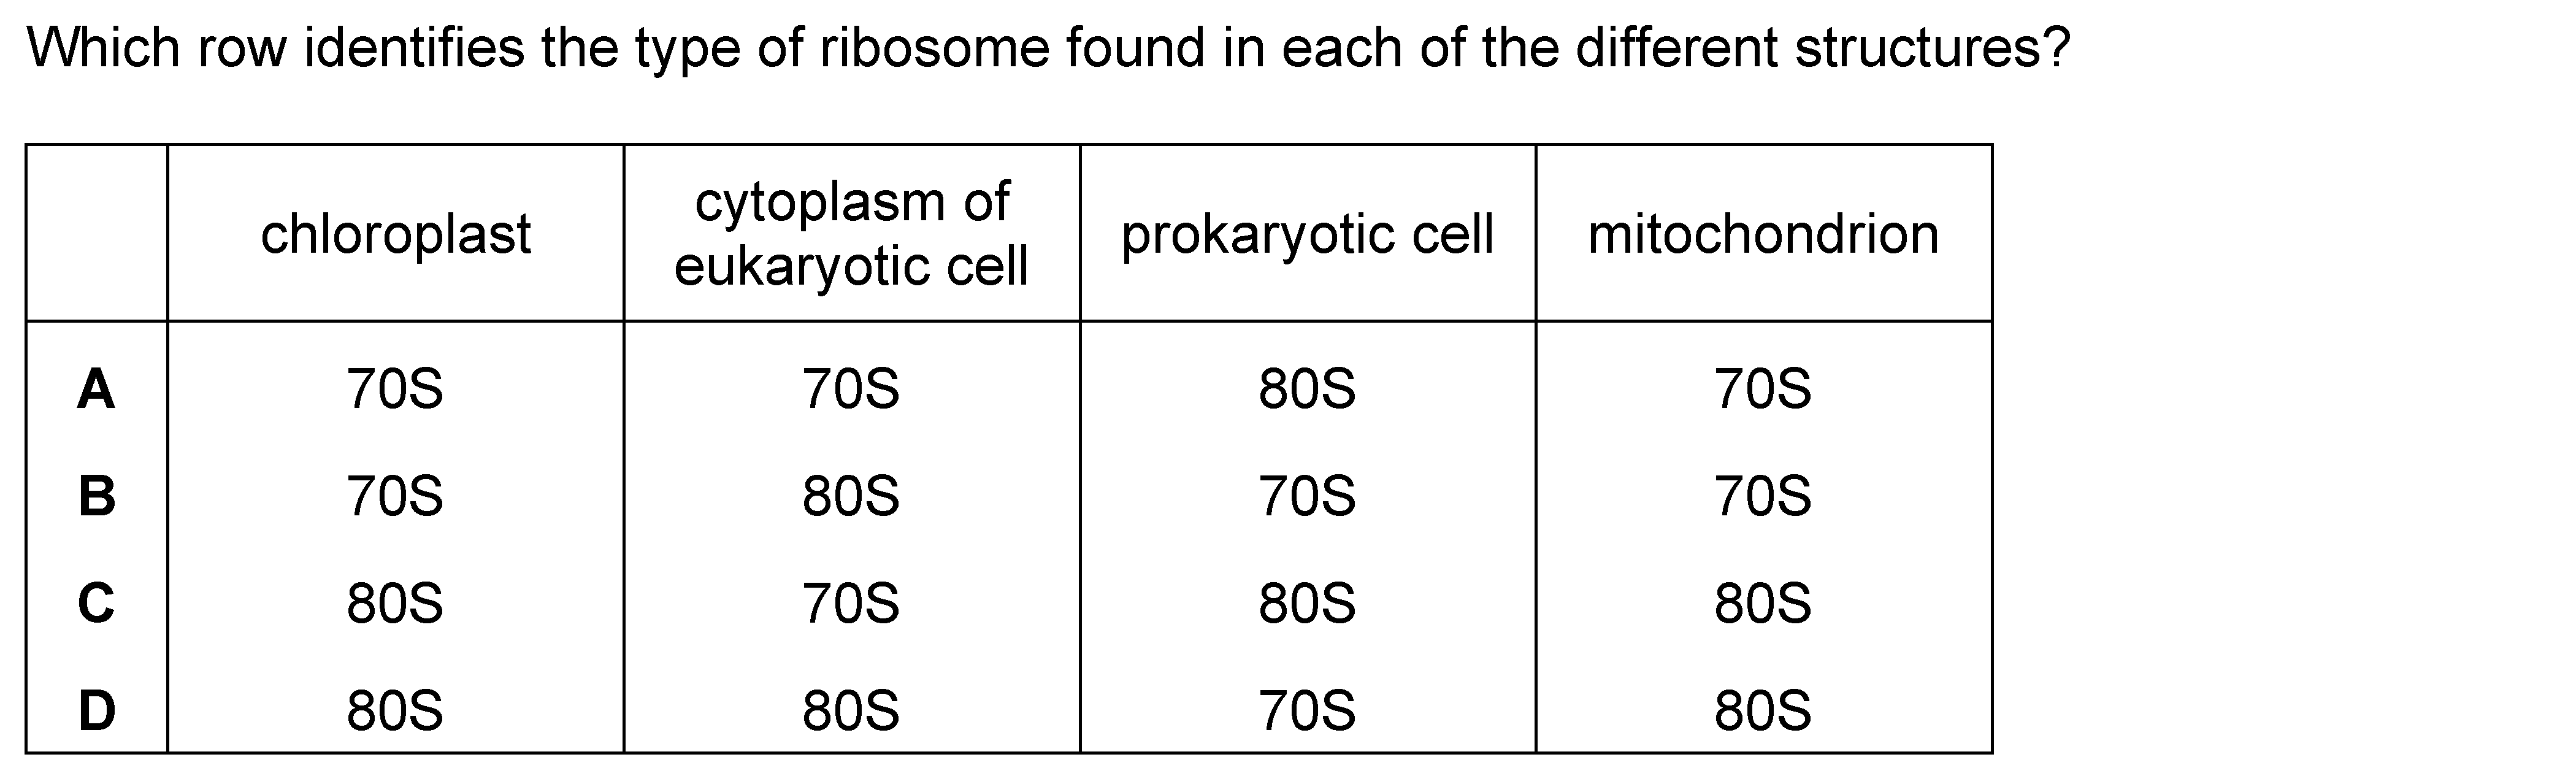 Which row identifies the type of ribosome found in each of the different structures?
chloroplast cytoplasm of eukaryotic cell prokaryotic cell mitochondrion
A 70S 70S 80S 70S
B 70S 80S 70S 70S
C 80S 70S 80S 80S
D 80S 80S 70S 80S